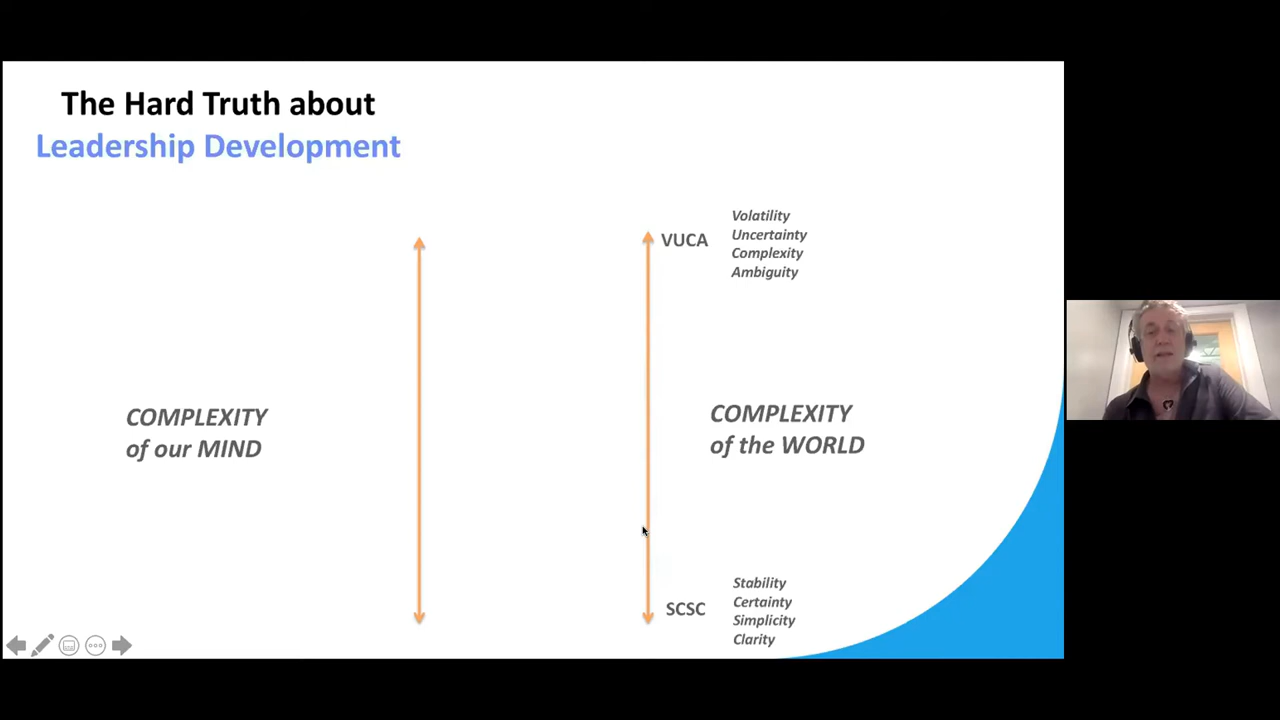 The Hard Truth about
Leadership Development
VUCA
Volatility
Uncertainty
Complexity
Ambiguity
COMPLEXITY
of our MIND
COMPLEXITY
of the WORLD
SCSC
Stability
Certainty
Simplicity
Clarity